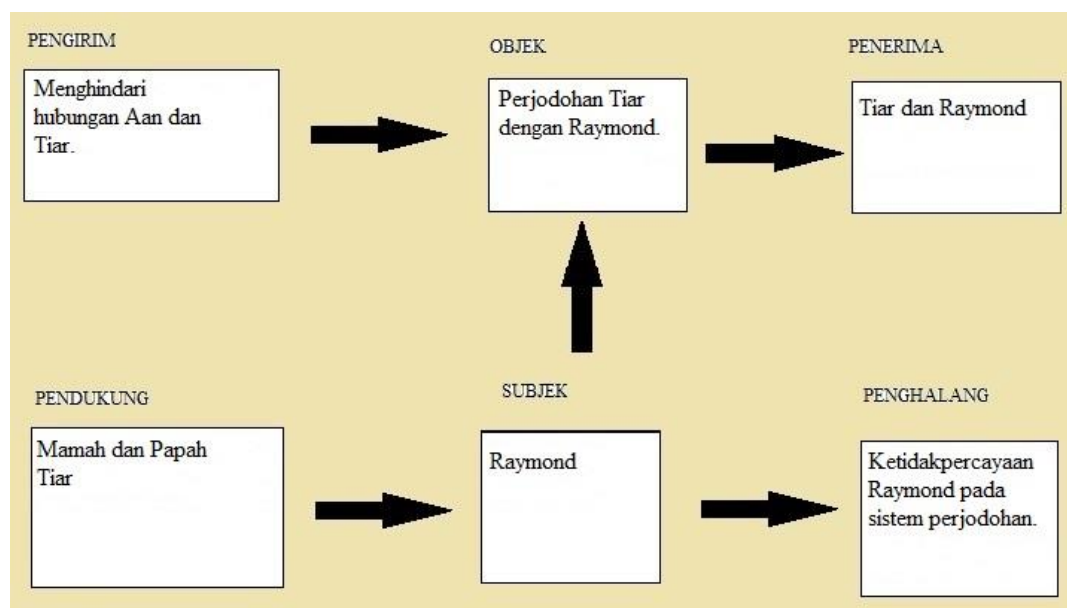 PENGIRIM
Menghindari
hubungan Aan dan
Tiar.
OBJEK
Perjodohan Tiar
dengan Raymond.
PENERIMA
Tiar dan Raymond
PENDUKUNG
Mamah dan Papah
Tiar
SUBJEK
Raymond
PENGHALANG
Ketidakpercayaan
Raymond pada
sistem perjodohan.